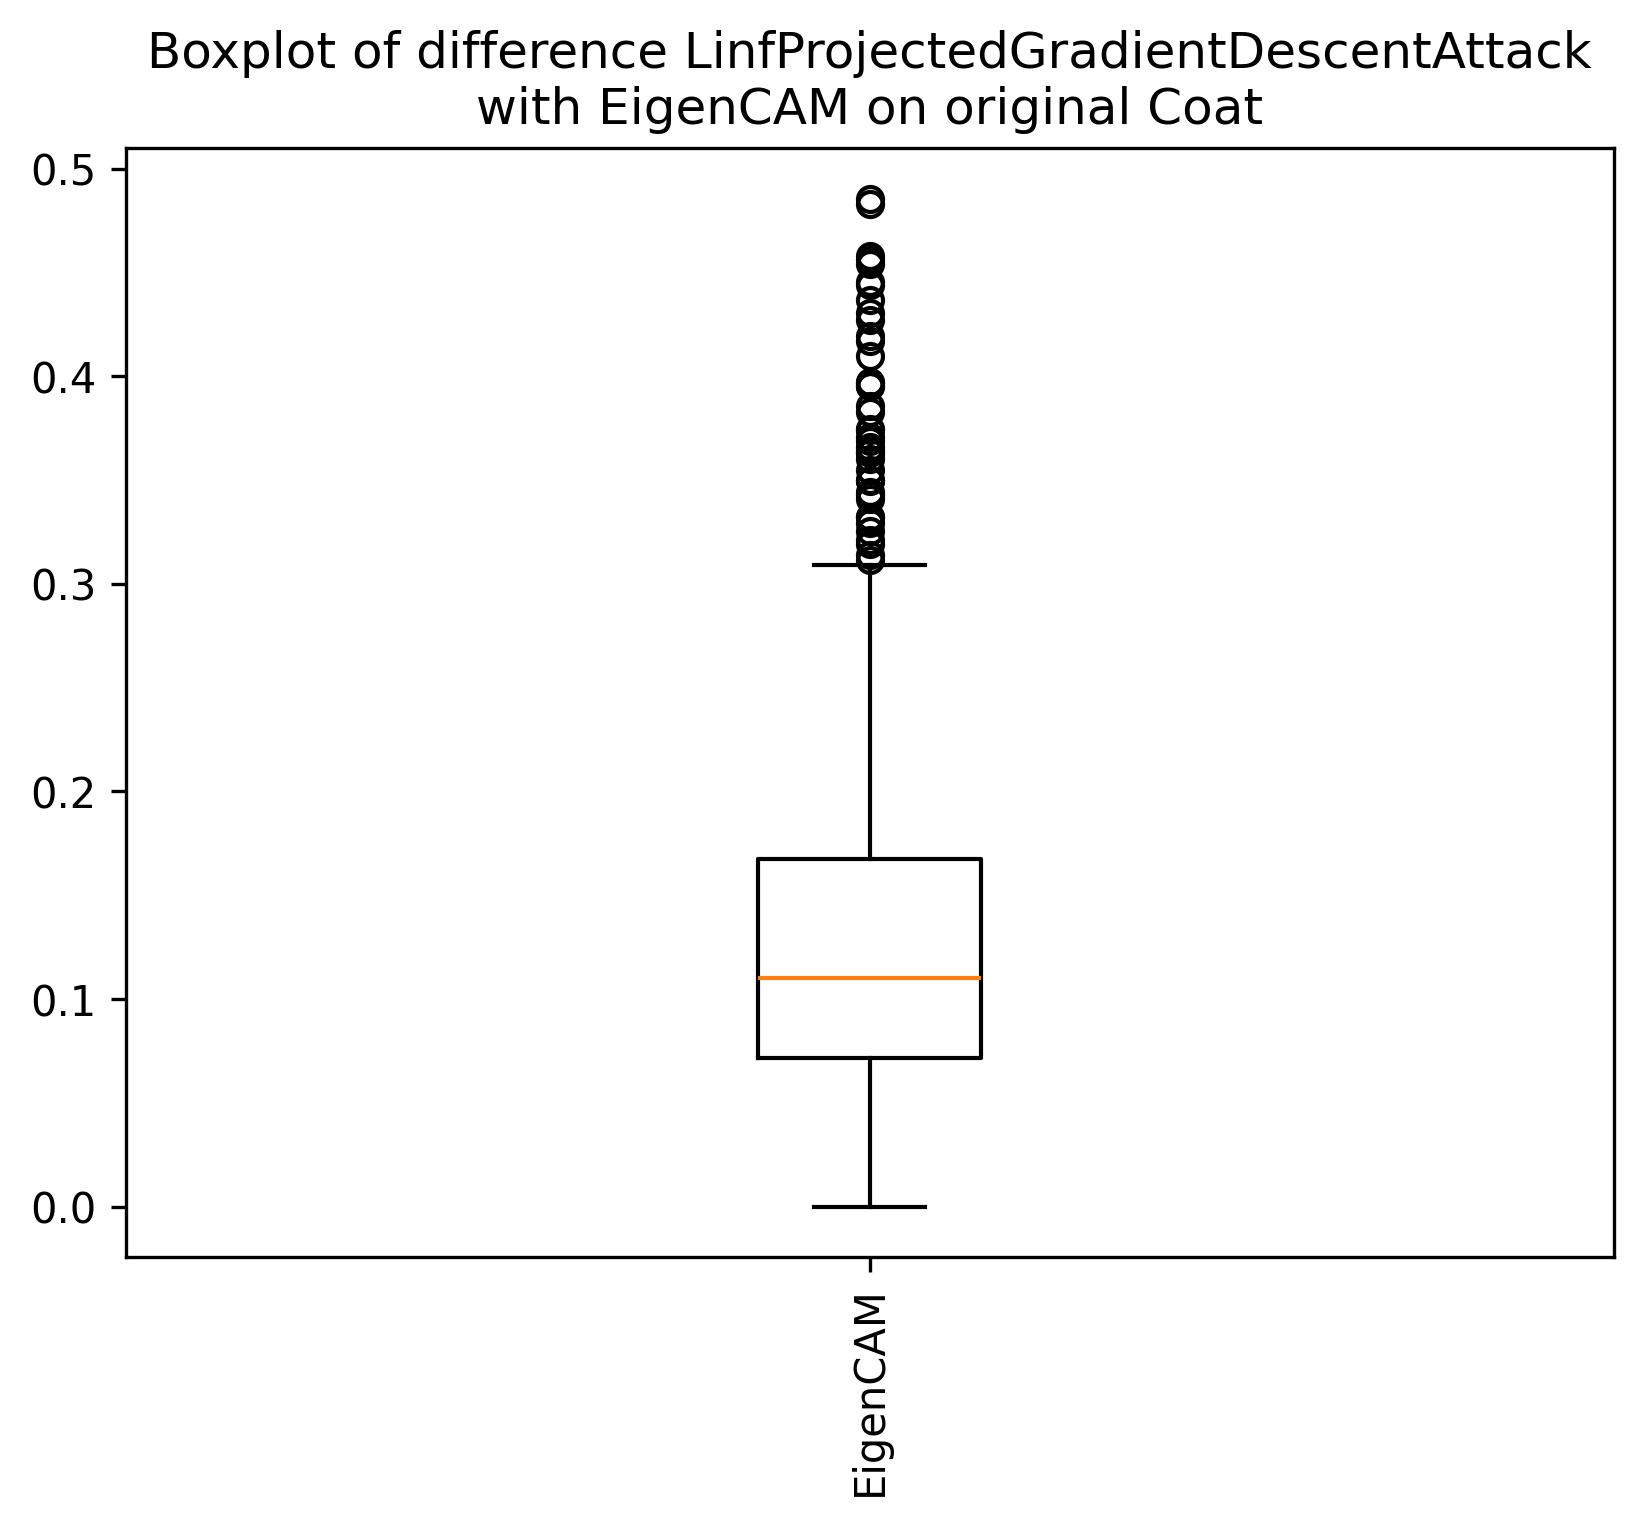 Boxplot of difference LinfProjectedGradientDescentAttack
with EigenCAM on original Coat
0.5
0.4
0.3
0.2
0.1
0.0
EigenCAM